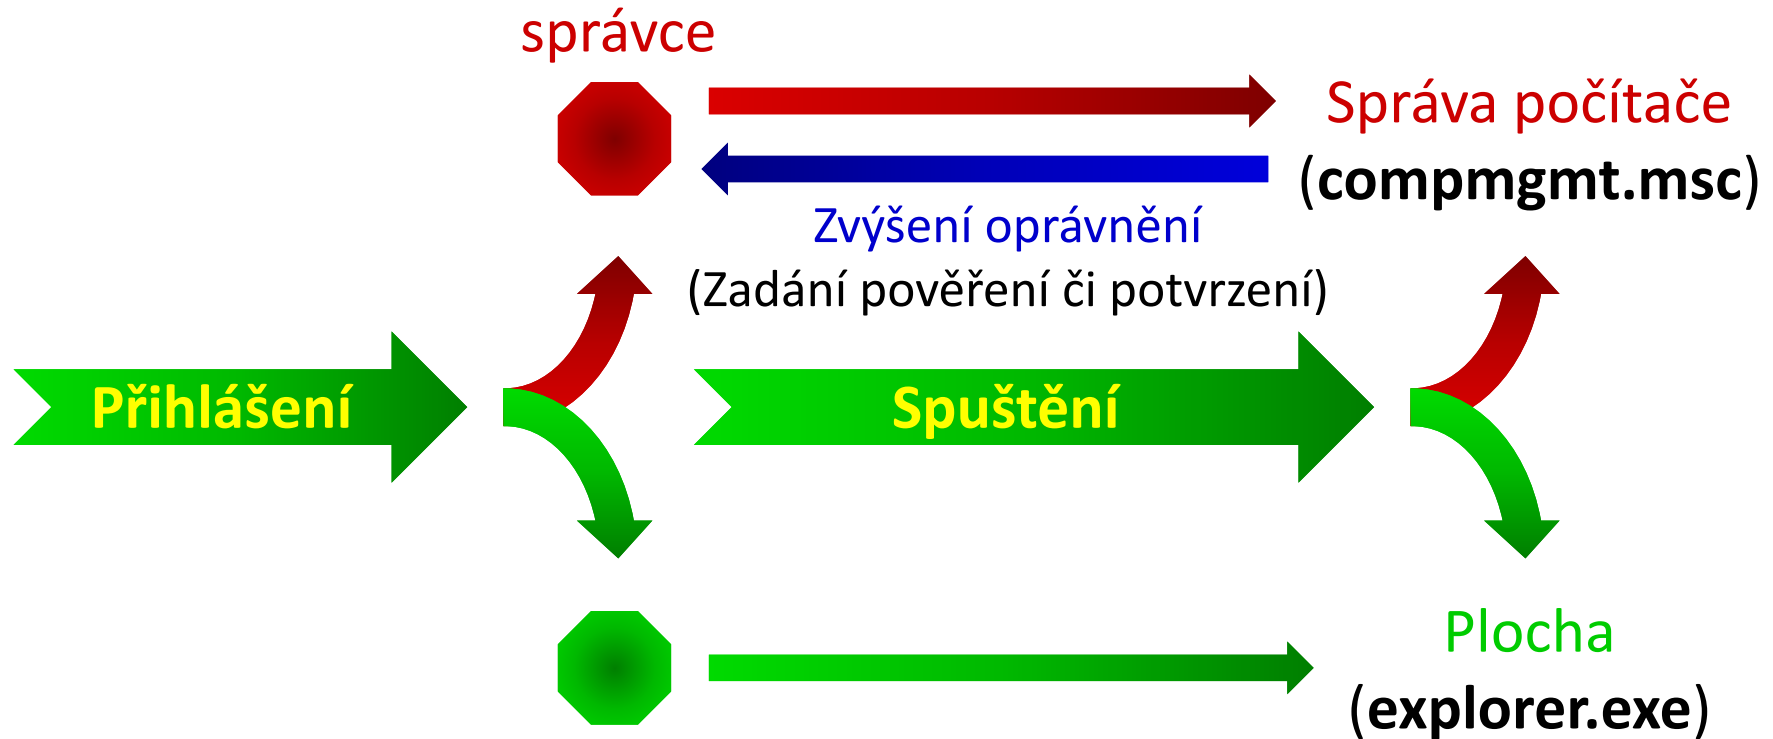 správce
Správa počítače
(compmgmt.msc)
Zvýšení oprávnění
(Zadání pověření či potvrzení)
Přihlášení
Spuštění
Plocha
(explorer.exe)